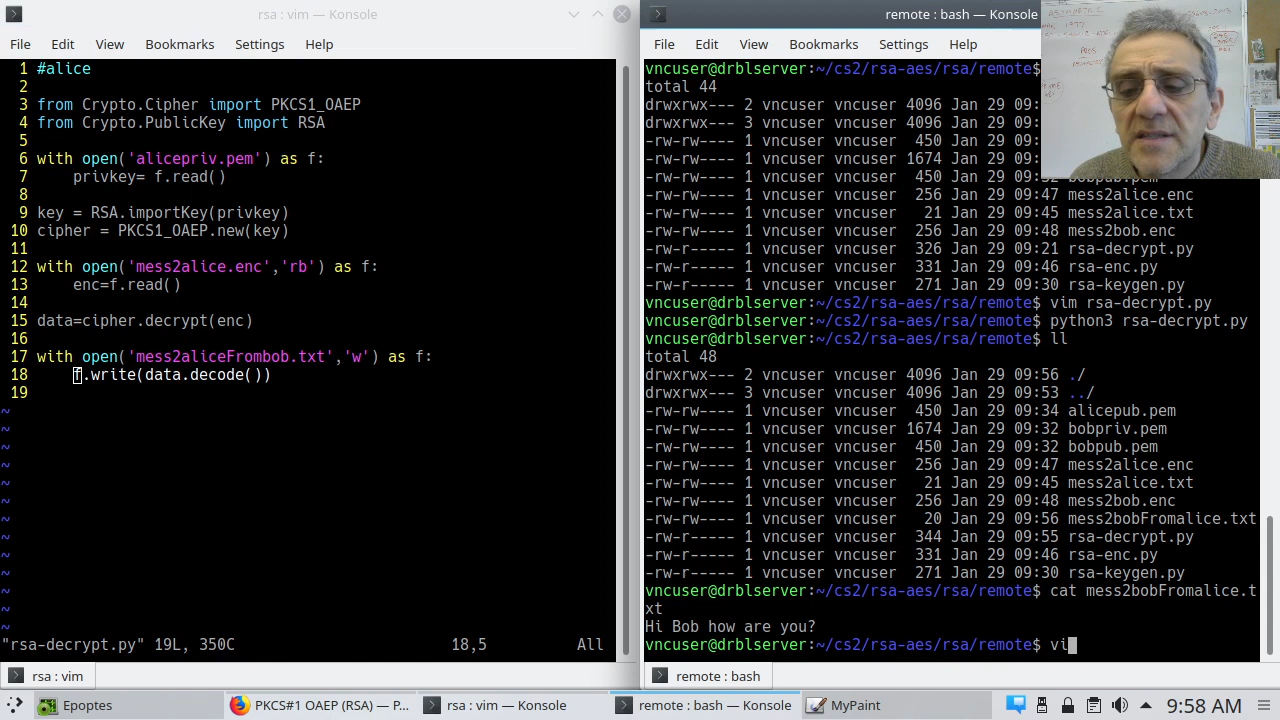 rsa : vim — Konsole
File Edit View Bookmarks Settings Help
1 #alice
2
3 from Crypto.Cipher import PKCS1_OAEP
4 from Crypto.PublicKey import RSA
5
6 with open('alicepriv.pem') as f:
7     privkey= f.read()
8
9 key = RSA.importKey(privkey)
10 cipher = PKCS1_OAEP.new(key)
11
12 with open('mess2alice.enc','rb') as f:
13     enc=f.read()
14
15 data=cipher.decrypt(enc)
16
17 with open('mess2aliceFrombob.txt','w') as f:
18     f.write(data.decode())
19
~
~
~
~
~
~
~
~
~
~
~
~
"rsa-decrypt.py" 19L, 350C 18,5 All
rsa : vim
remote : bash — Konsole
File Edit View Bookmarks Settings Help
vncuser@drblserver:~/cs2/rsa-aes/rsa/remote$
total 44
drwxrwx--- 2 vncuser vncuser 4096 Jan 29 09:
drwxrwx--- 3 vncuser vncuser 4096 Jan 29 09:
-rw-rw---- 1 vncuser vncuser 450 Jan 29 09:
-rw-rw---- 1 vncuser vncuser 1674 Jan 29 09:
-rw-rw---- 1 vncuser vncuser 450 Jan 29 09:32 bobpub.pem
-rw-rw---- 1 vncuser vncuser 256 Jan 29 09:47 mess2alice.enc
-rw-rw---- 1 vncuser vncuser 21 Jan 29 09:45 mess2alice.txt
-rw-rw---- 1 vncuser vncuser 256 Jan 29 09:48 mess2bob.enc
-rw-r----- 1 vncuser vncuser 326 Jan 29 09:21 rsa-decrypt.py
-rw-r----- 1 vncuser vncuser 331 Jan 29 09:46 rsa-enc.py
-rw-r----- 1 vncuser vncuser 271 Jan 29 09:30 rsa-keygen.py
vncuser@drblserver:~/cs2/rsa-aes/rsa/remote$ vim rsa-decrypt.py
vncuser@drblserver:~/cs2/rsa-aes/rsa/remote$ python3 rsa-decrypt.py
vncuser@drblserver:~/cs2/rsa-aes/rsa/remote$ ll
total 48
drwxrwx--- 2 vncuser vncuser 4096 Jan 29 09:56 ./
drwxrwx--- 3 vncuser vncuser 4096 Jan 29 09:53 ../
-rw-rw---- 1 vncuser vncuser 450 Jan 29 09:34 alicepub.pem
-rw-rw---- 1 vncuser vncuser 1674 Jan 29 09:32 bobpriv.pem
-rw-rw---- 1 vncuser vncuser 450 Jan 29 09:32 bobpub.pem
-rw-rw---- 1 vncuser vncuser 256 Jan 29 09:47 mess2alice.enc
-rw-rw---- 1 vncuser vncuser 21 Jan 29 09:45 mess2alice.txt
-rw-rw---- 1 vncuser vncuser 256 Jan 29 09:48 mess2bob.enc
-rw-rw---- 1 vncuser vncuser 20 Jan 29 09:56 mess2bobFromalice.txt
-rw-r----- 1 vncuser vncuser 344 Jan 29 09:55 rsa-decrypt.py
-rw-r----- 1 vncuser vncuser 331 Jan 29 09:46 rsa-enc.py
-rw-r----- 1 vncuser vncuser 271 Jan 29 09:30 rsa-keygen.py
vncuser@drblserver:~/cs2/rsa-aes/rsa/remote$ cat mess2bobFromalice.t
xt
Hi Bob how are you?
vncuser@drblserver:~/cs2/rsa-aes/rsa/remote$ vi
remote : bash
Epoptes PKCS#1 OAEP (RSA) — P... rsa : vim — Konsole remote : bash — Konsole MyPaint 9:58 AM